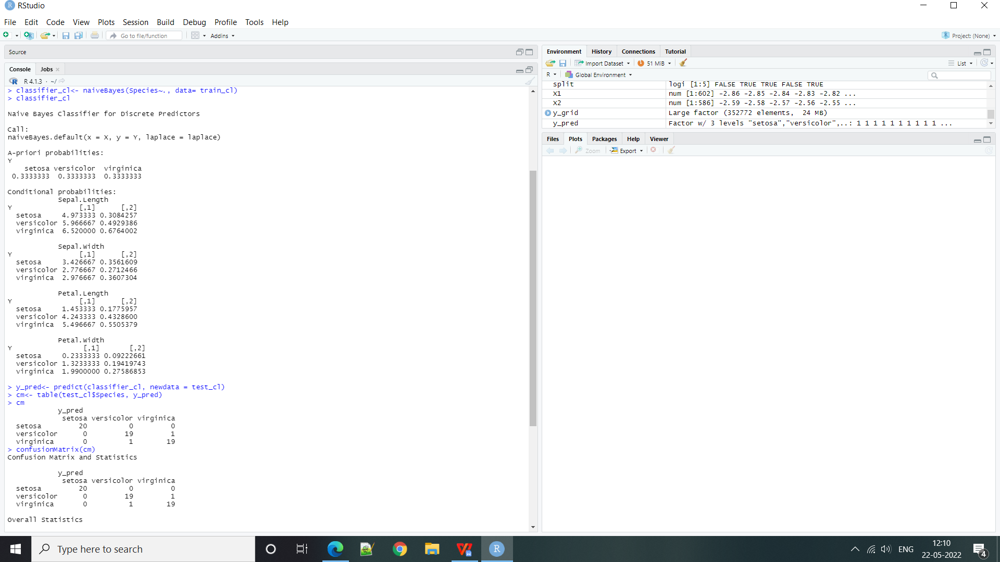 RStudio
File Edit Code View Plots Session Build Debug Profile Tools Help
Go to file/function Addins Project: (None)
Source
Console Jobs
R 4.1.3 · ~/
> classifier_cl<- naiveBayes(Species~., data= train_cl)
> classifier_cl
Naive Bayes Classifier for Discrete Predictors
Call:
naiveBayes.default(x = X, y = Y, laplace = laplace)
A-priori probabilities:
Y
setosa versicolor virginica
0.3333333 0.3333333 0.3333333
Conditional probabilities:
Sepal.Length
Y [,1] [,2]
setosa 4.973333 0.3084257
versicolor 5.966667 0.4929386
virginica 6.520000 0.6764002
Sepal.Width
Y [,1] [,2]
setosa 3.426667 0.3561609
versicolor 2.776667 0.2712466
virginica 2.976667 0.3607304
Petal.Length
Y [,1] [,2]
setosa 1.453333 0.1775957
versicolor 4.243333 0.4328600
virginica 5.496667 0.5505379
Petal.Width
Y [,1] [,2]
setosa 0.2333333 0.09222661
versicolor 1.3233333 0.19419743
virginica 1.9900000 0.27586853
> y_pred<- predict(classifier_cl, newdata = test_cl)
> cm<- table(test_cl$Species, y_pred)
> cm
y_pred
setosa versicolor virginica
setosa 20 0 0
versicolor 0 19 1
virginica 0 1 19
> confusionMatrix(cm)
Confusion Matrix and Statistics
y_pred
setosa versicolor virginica
setosa 20 0 0
versicolor 0 19 1
virginica 0 1 19
Overall Statistics
Environment History Connections Tutorial
Import Dataset 51 MiB List
R Global Environment
split logi [1:5] FALSE TRUE TRUE FALSE TRUE
X1 num [1:602] -2.86 -2.85 -2.84 -2.83 -2.82 ...
X2 num [1:586] -2.59 -2.58 -2.57 -2.56 -2.55 ...
y_grid Large factor (352772 elements, 24 MB)
y_pred Factor w/ 3 levels "setosa","versicolor",..: 1 1 1 1 1 1 1 1 1 1 ...
Files Plots Packages Help Viewer
Zoom Export
Type here to search
ENG
12:10
22-05-2022
4